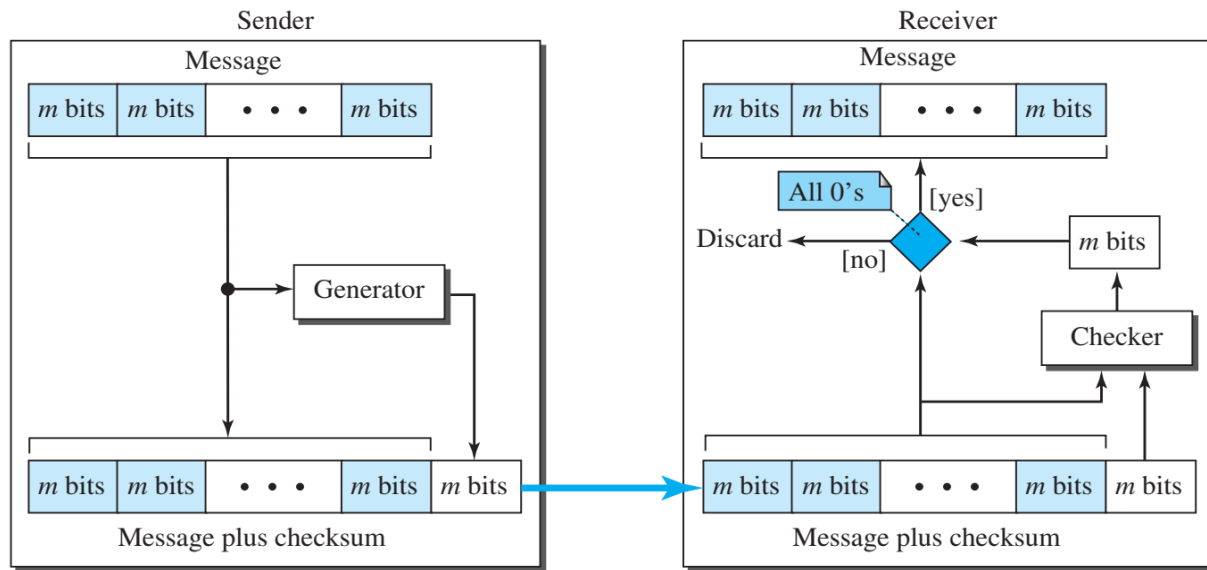 Sender
Message
m bits m bits • • • m bits
Generator
m bits m bits • • • m bits m bits
Message plus checksum
Receiver
Message
m bits m bits • • • m bits
All 0's
[yes]
Discard
[no]
m bits
Checker
m bits m bits • • • m bits m bits
Message plus checksum